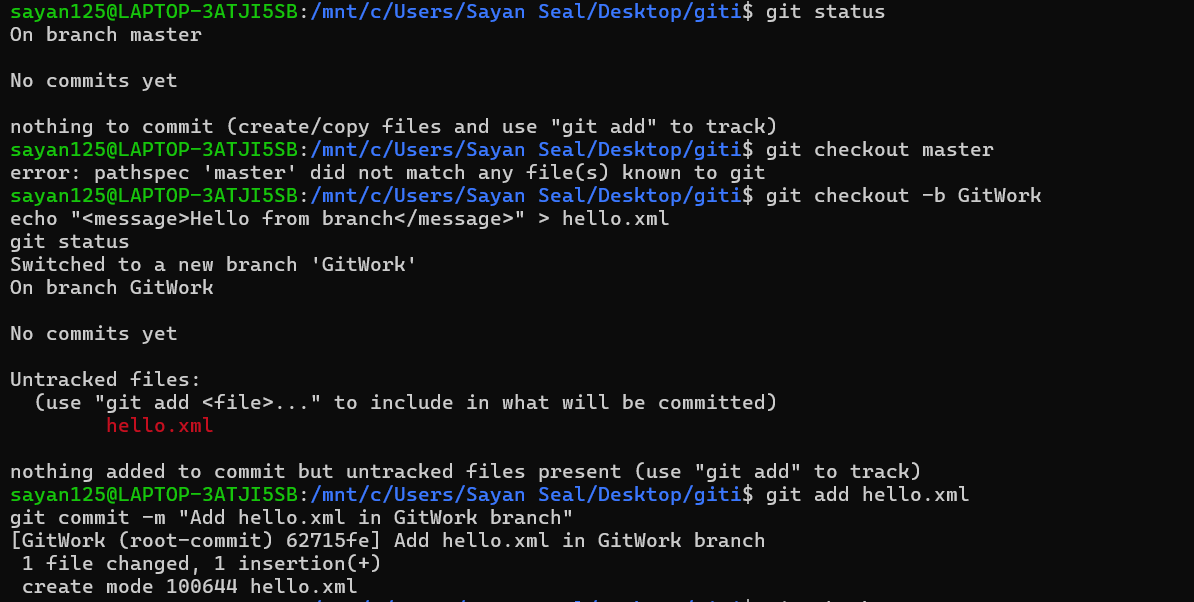 sayan125@LAPTOP-3ATJI5SB:/mnt/c/Users/Sayan Seal/Desktop/giti$ git status
On branch master
No commits yet
nothing to commit (create/copy files and use "git add" to track)
sayan125@LAPTOP-3ATJI5SB:/mnt/c/Users/Sayan Seal/Desktop/giti$ git checkout master
error: pathspec 'master' did not match any file(s) known to git
sayan125@LAPTOP-3ATJI5SB:/mnt/c/Users/Sayan Seal/Desktop/giti$ git checkout -b GitWork
echo "<message>Hello from branch</message>" > hello.xml
git status
Switched to a new branch 'GitWork'
On branch GitWork
No commits yet
Untracked files:
  (use "git add <file>..." to include in what will be committed)
        hello.xml
nothing added to commit but untracked files present (use "git add" to track)
sayan125@LAPTOP-3ATJI5SB:/mnt/c/Users/Sayan Seal/Desktop/giti$ git add hello.xml
git commit -m "Add hello.xml in GitWork branch"
[GitWork (root-commit) 62715fe] Add hello.xml in GitWork branch
 1 file changed, 1 insertion(+)
 create mode 100644 hello.xml